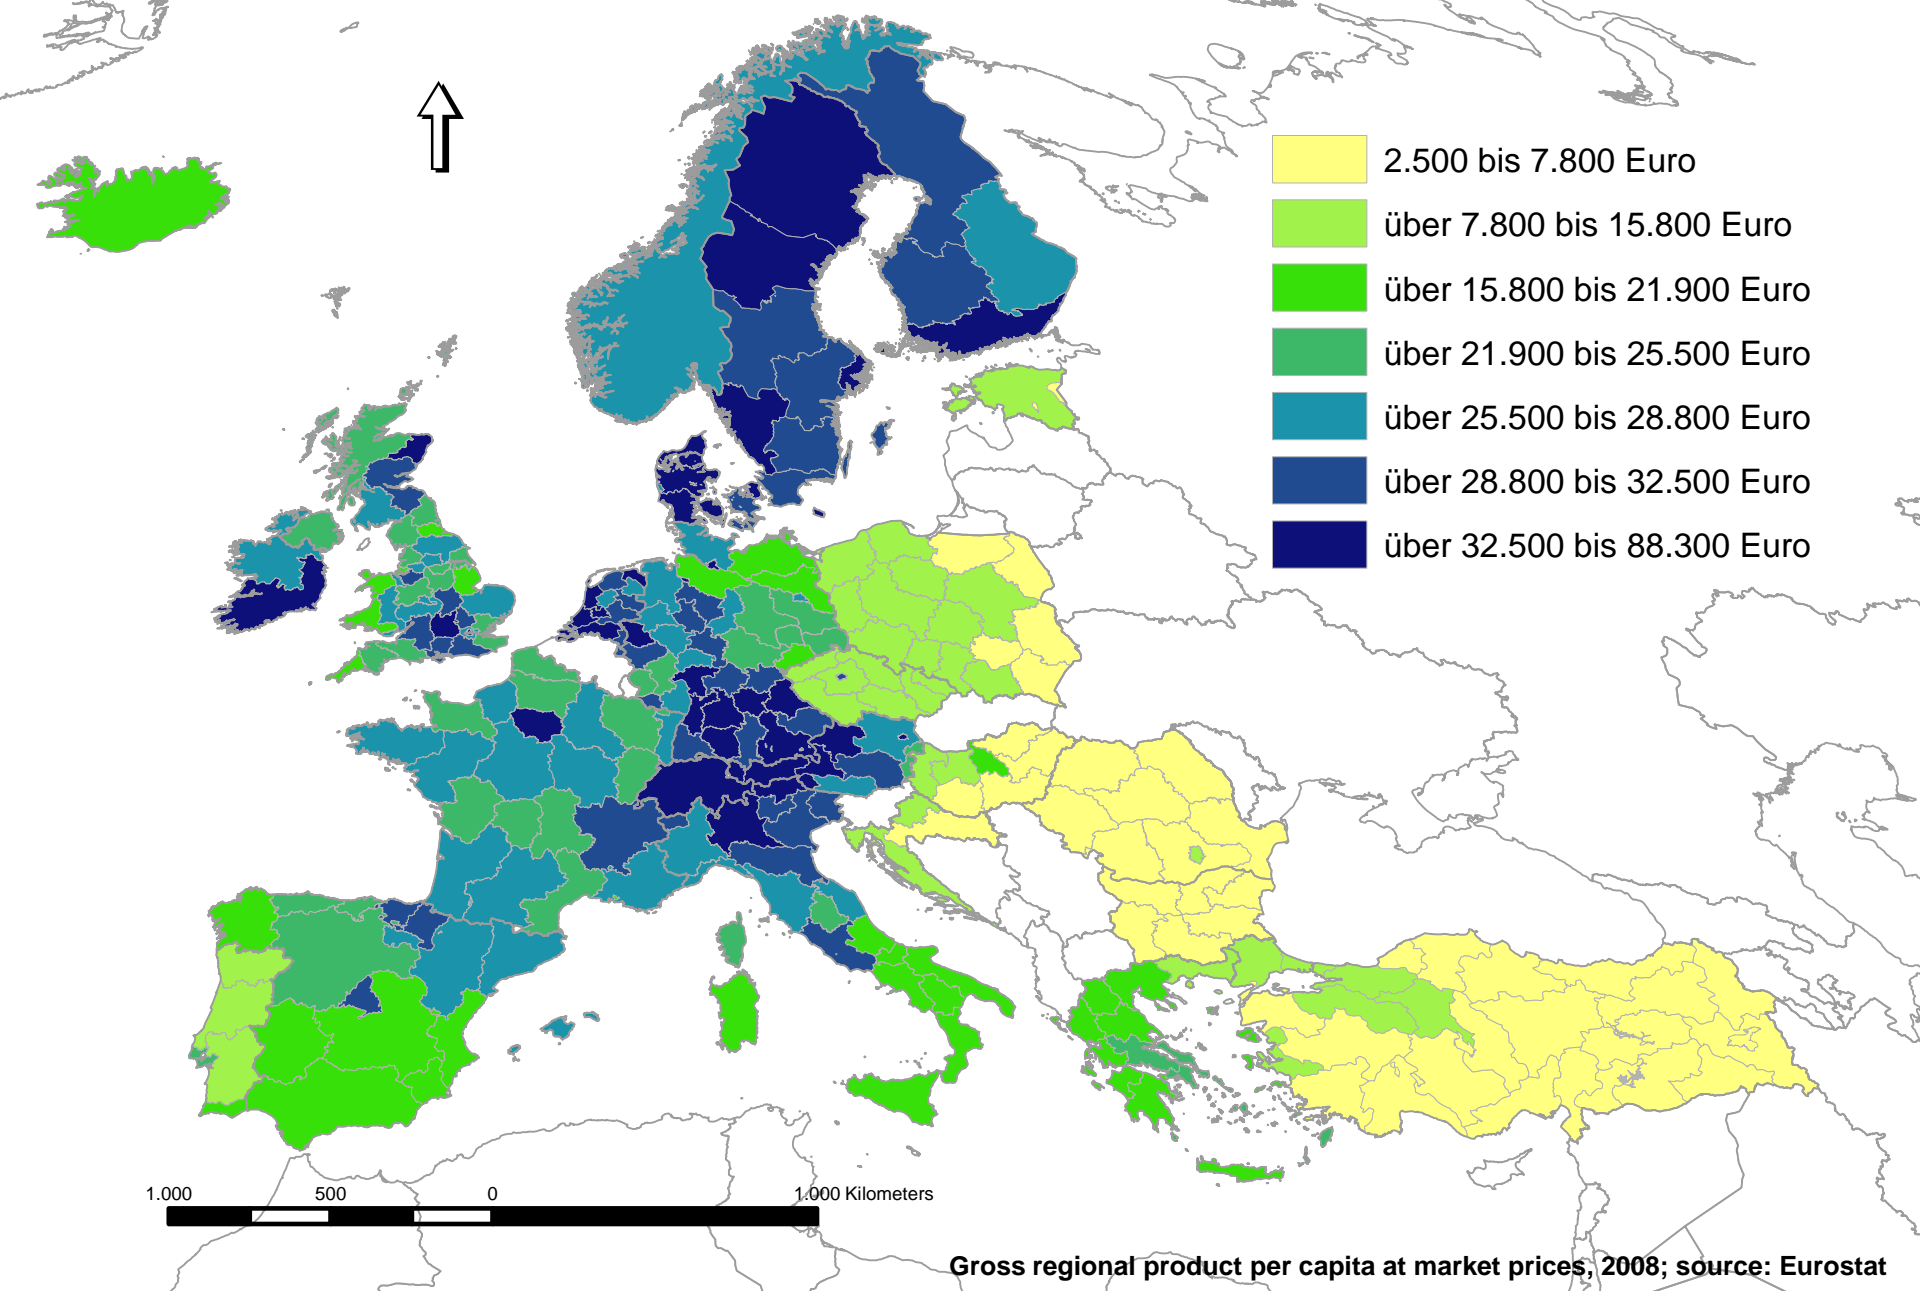 2.500 bis 7.800 Euro
über 7.800 bis 15.800 Euro
über 15.800 bis 21.900 Euro
über 21.900 bis 25.500 Euro
über 25.500 bis 28.800 Euro
über 28.800 bis 32.500 Euro
über 32.500 bis 88.300 Euro
1.000 500 0 1.000 Kilometers
Gross regional product per capita at market prices, 2008; source: Eurostat